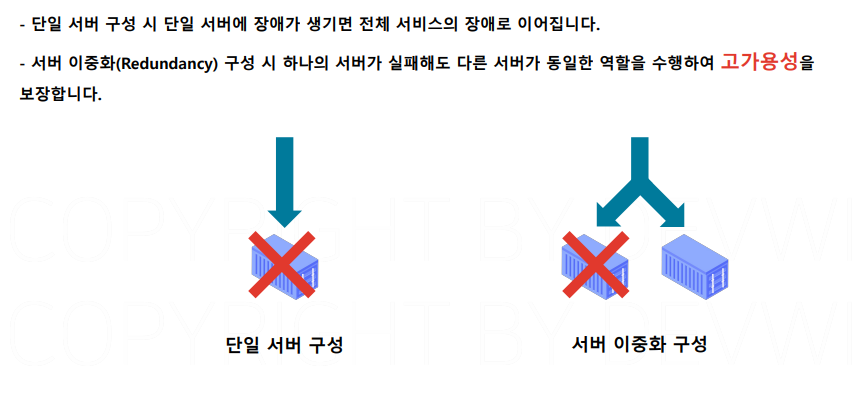 - 단일 서버 구성 시 단일 서버에 장애가 생기면 전체 서비스의 장애로 이어집니다.
- 서버 이중화(Redundancy) 구성 시 하나의 서버가 실패해도 다른 서버가 동일한 역할을 수행하여 고가용성을
보장합니다.
COPYRIGHT BY
COPYRIGHT BY
단일 서버 구성
서버 이중화 구성